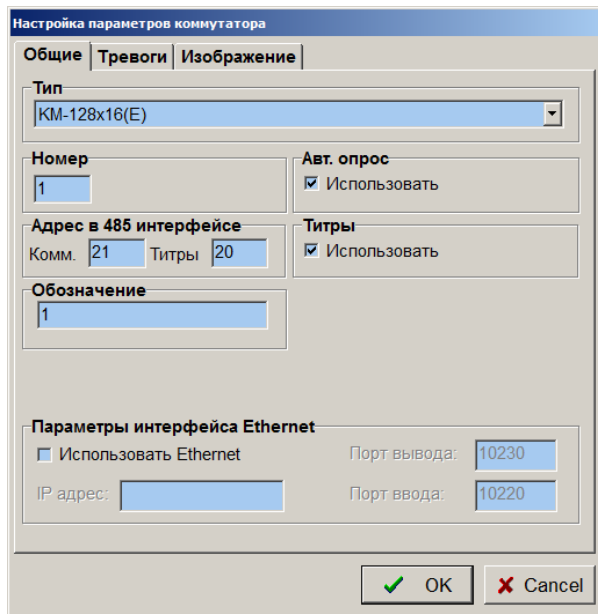 Настройка параметров коммутатора
Общие Тревоги Изображение
Тип
КМ-128х16(Е)
Номер
1
Авт. опрос
Использовать
Адрес в 485 интерфейсе
Комм. 21 Титры 20
Титры
Использовать
Обозначение
1
Параметры интерфейса Ethernet
Использовать Ethernet
Порт вывода: 10230
IP адрес:
Порт ввода: 10220
OK Cancel